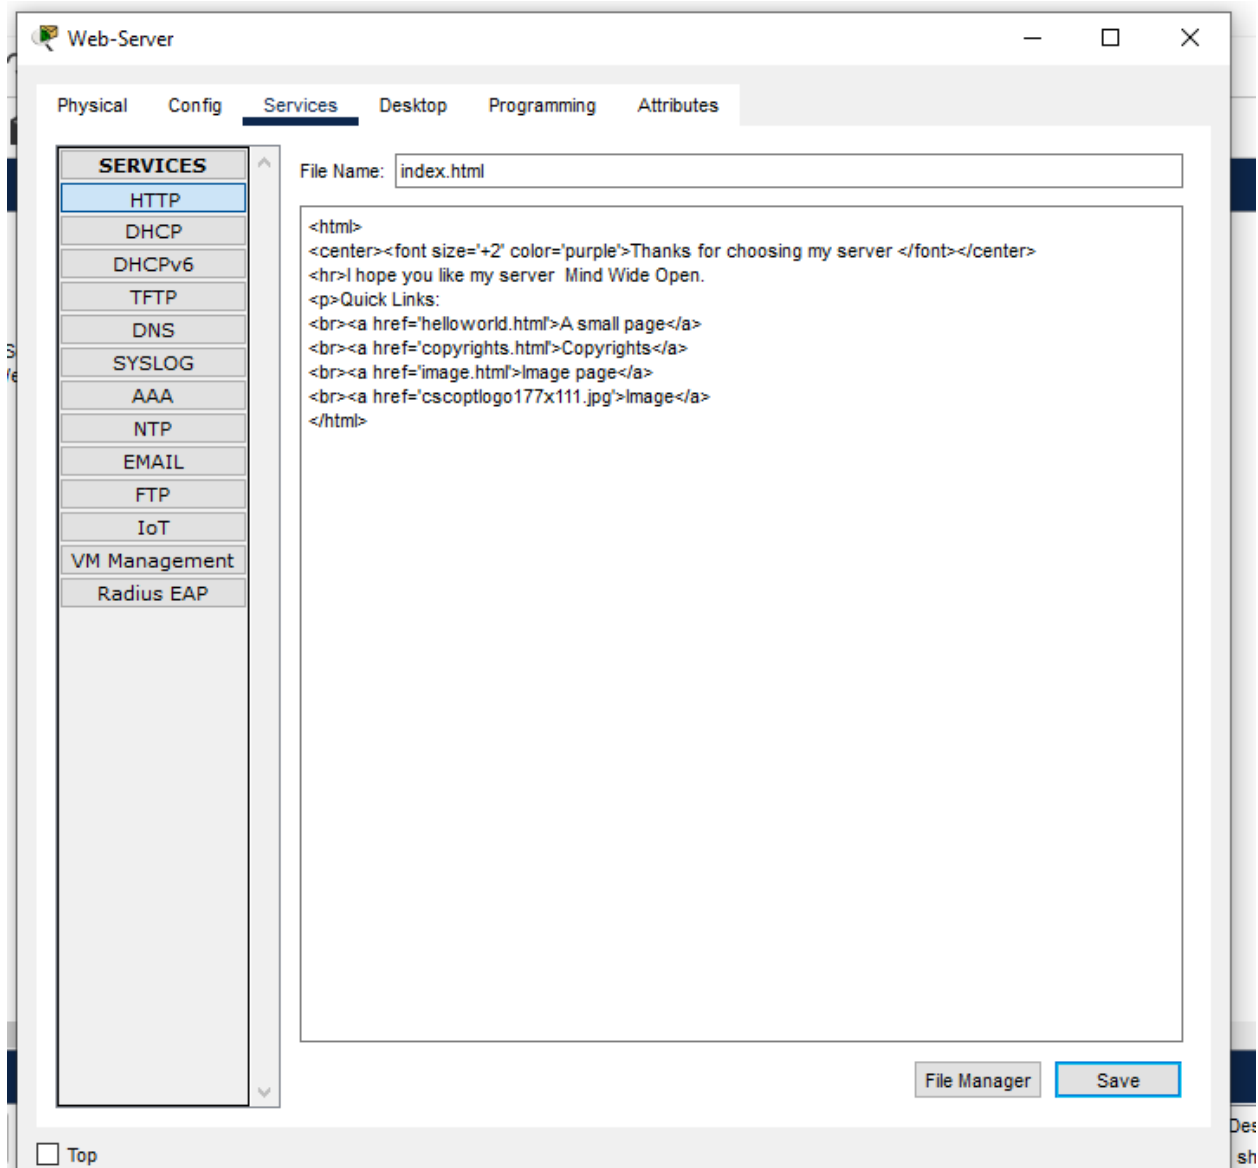 Web-Server
Physical Config Services Desktop Programming Attributes
SERVICES
HTTP
DHCP
DHCPv6
TFTP
DNS
SYSLOG
AAA
NTP
EMAIL
FTP
IoT
VM Management
Radius EAP
File Name: index.html
<html>
<center><font size='+2' color='purple'>Thanks for choosing my server </font></center>
<hr>I hope you like my server  Mind Wide Open.
<p>Quick Links:
<br><a href='helloworld.html'>A small page</a>
<br><a href='copyrights.html'>Copyrights</a>
<br><a href='image.html'>Image page</a>
<br><a href='cscoptlogo177x111.jpg'>Image</a>
</html>
File Manager Save
Top